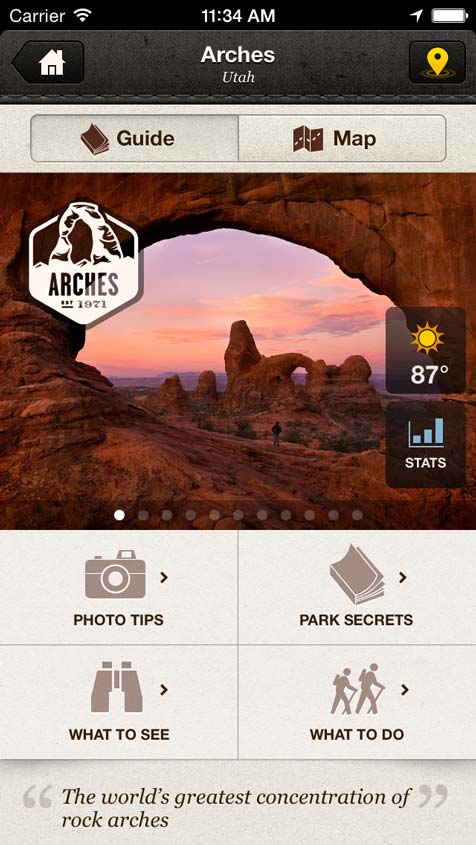 Carrier 11:34 AM
Arches
Utah
Guide Map
ARCHES
EST 1971
87°
STATS
PHOTO TIPS PARK SECRETS
WHAT TO SEE WHAT TO DO
“ The world’s greatest concentration of ”
rock arches